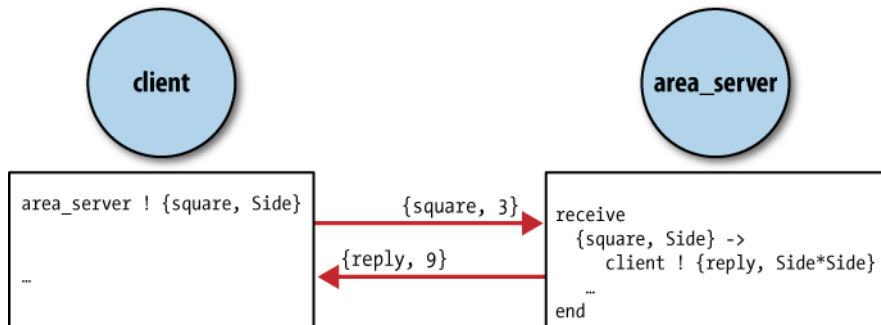 client
area_server
area_server ! {square, Side}
…
{square, 3}
{reply, 9}
receive
{square, Side} ->
client ! {reply, Side*Side}
…
end